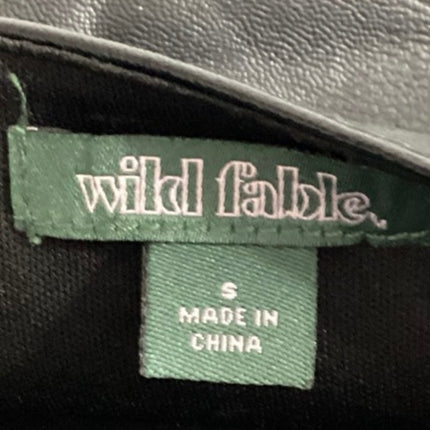 wild fable.
S
MADE IN
CHINA